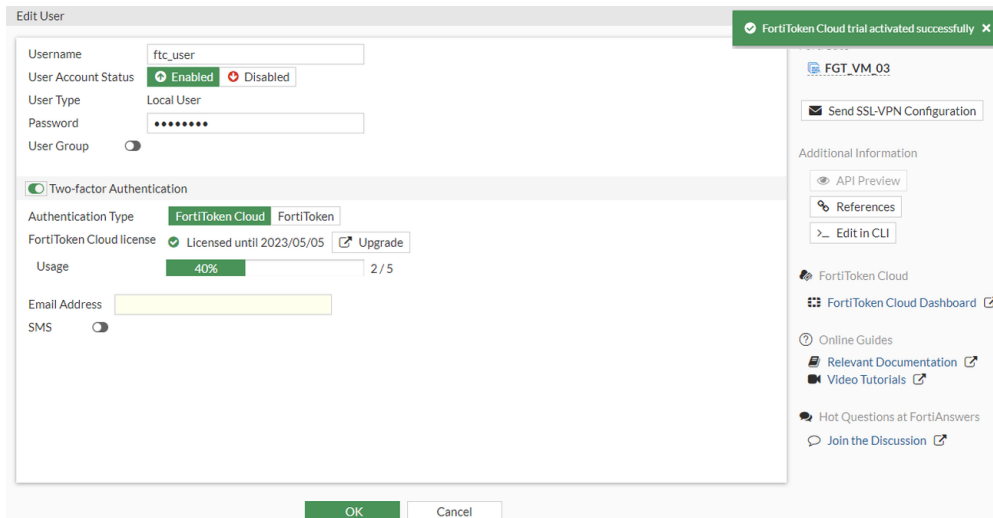 Edit User
FortiToken Cloud trial activated successfully
Username ftc_user
User Account Status Enabled Disabled
User Type Local User
Password ••••••••
User Group
FGT_VM_03
Send SSL-VPN Configuration
Additional Information
API Preview
References
>_ Edit in CLI
Two-factor Authentication
Authentication Type FortiToken Cloud FortiToken
FortiToken Cloud license Licensed until 2023/05/05 Upgrade
Usage 40% 2 / 5
Email Address
SMS
FortiToken Cloud
FortiToken Cloud Dashboard
Online Guides
Relevant Documentation
Video Tutorials
Hot Questions at FortiAnswers
Join the Discussion
OK Cancel